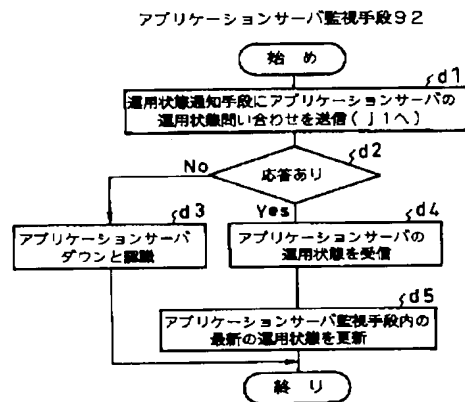 アプリケーションサーバ監視手段92
始め
d1
運用状態通知手段にアプリケーションサーバの
運用状態問い合わせを送信(j1へ)
d2
応答あり
No
Yes
d3
アプリケーションサーバ
ダウンと認識
d4
アプリケーションサーバの
運用状態を受信
d5
アプリケーションサーバ監視手段内の
最新の運用状態を更新
終り